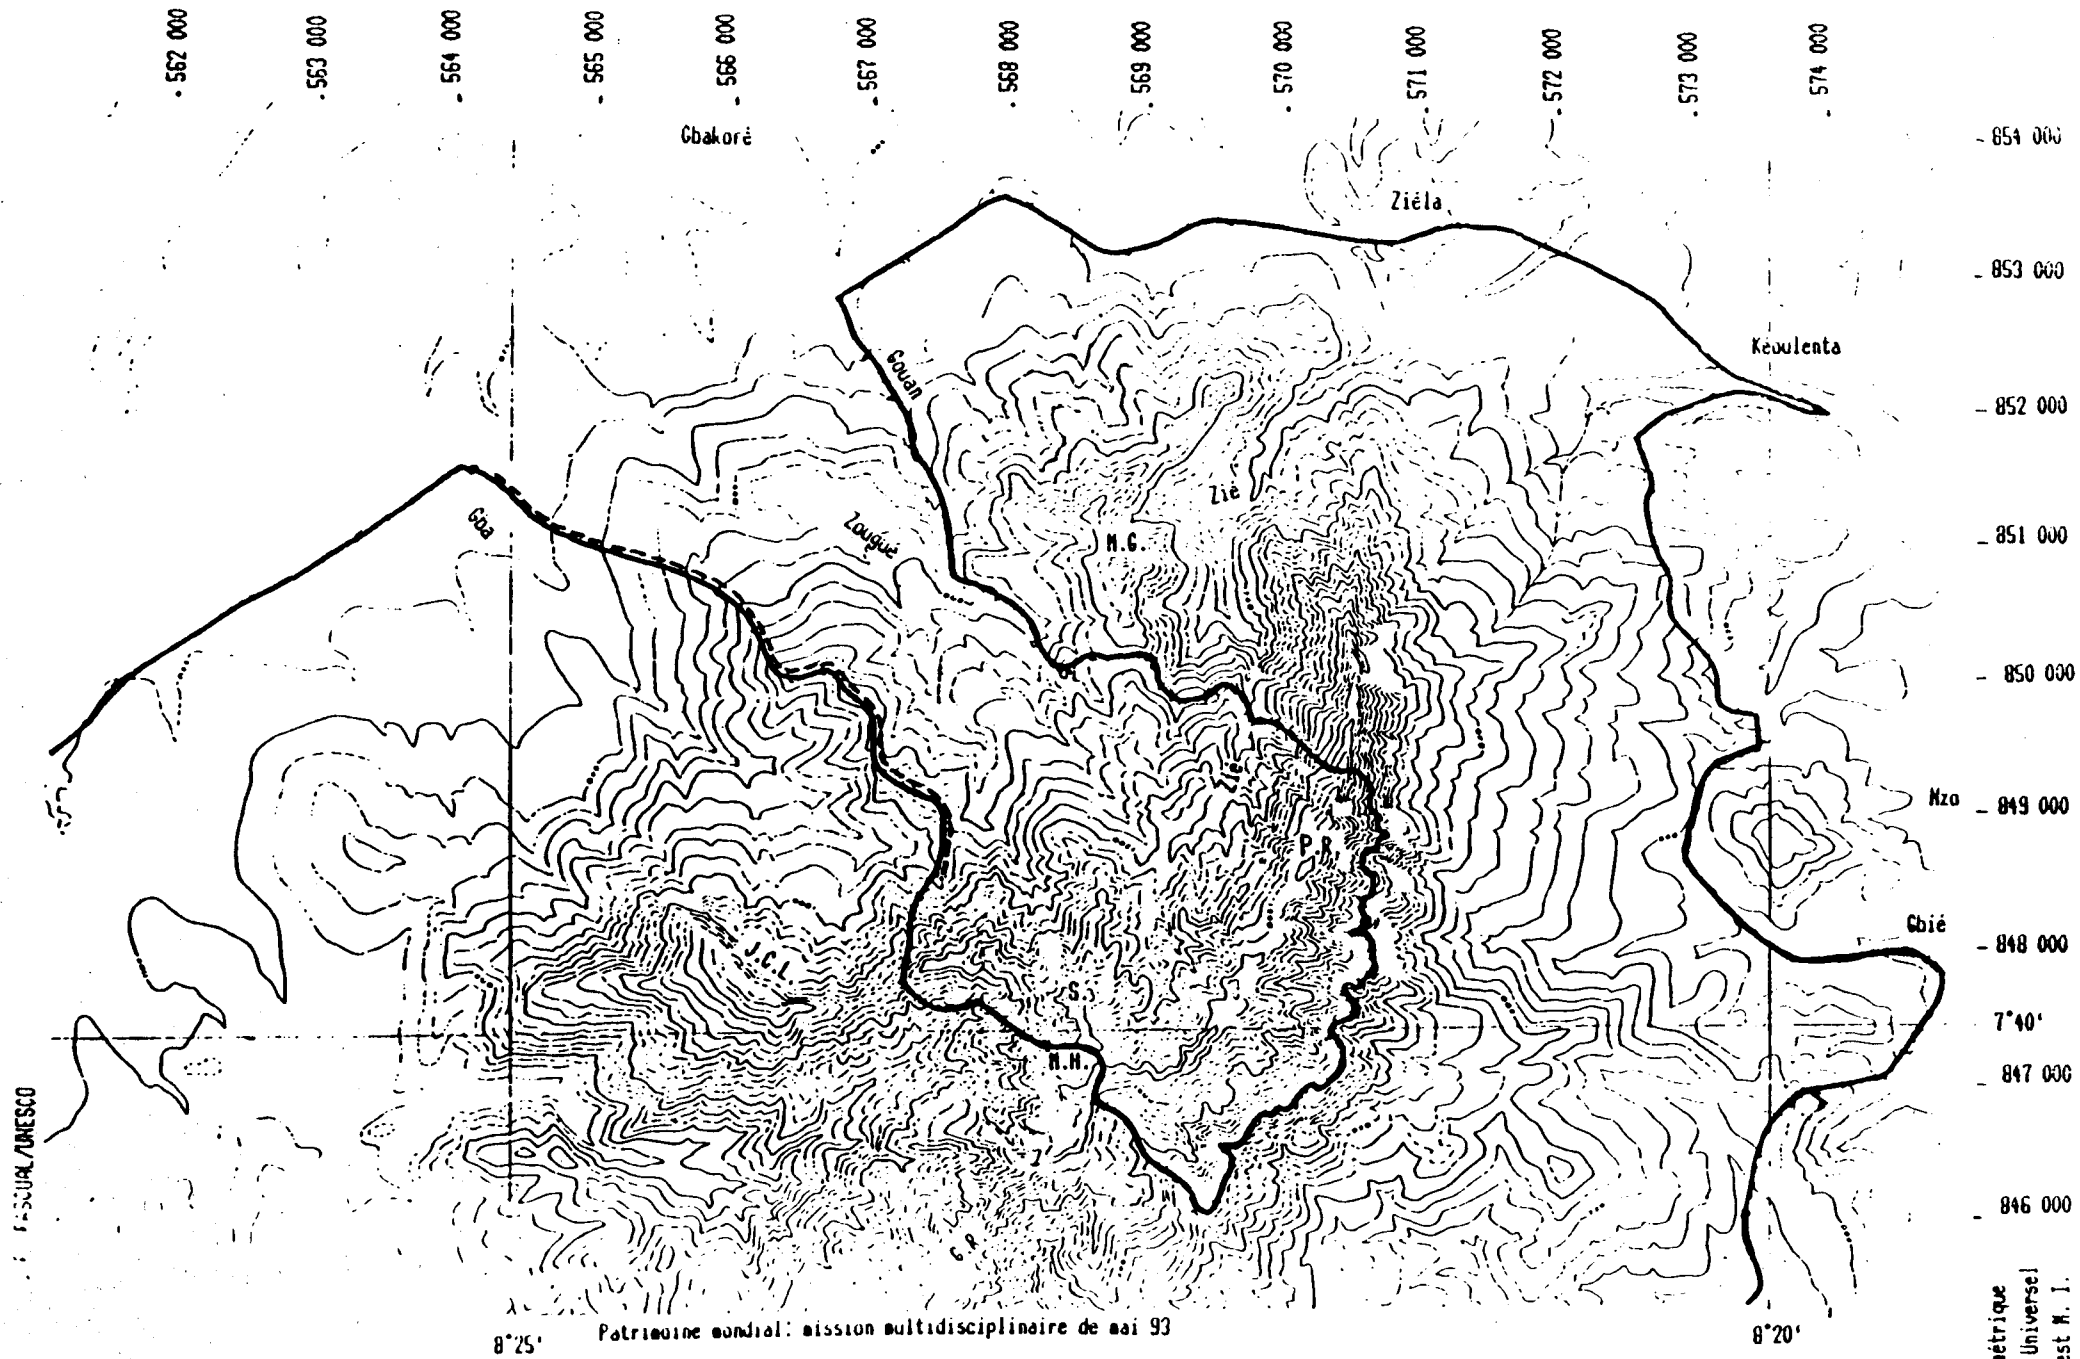 562 000
563 000
564 000
565 000
566 000
567 000
568 000
569 000
570 000
571 000
572 000
573 000
574 000
Gbakoré
854 000
Ziéla
853 000
Kéoulenta
Gouan
852 000
Zié
Goa
Zougué
M.G.
851 000
850 000
Nzo
849 000
P.R.
Gbié
848 000
J.C.L.
S.
7°40'
M.H.
847 000
PASCUAL/UNESCO
846 000
G.R.
8°25'
Patrimoine mondial: mission multidisciplinaire de mai 93
8°20'
Universel
est M. I.